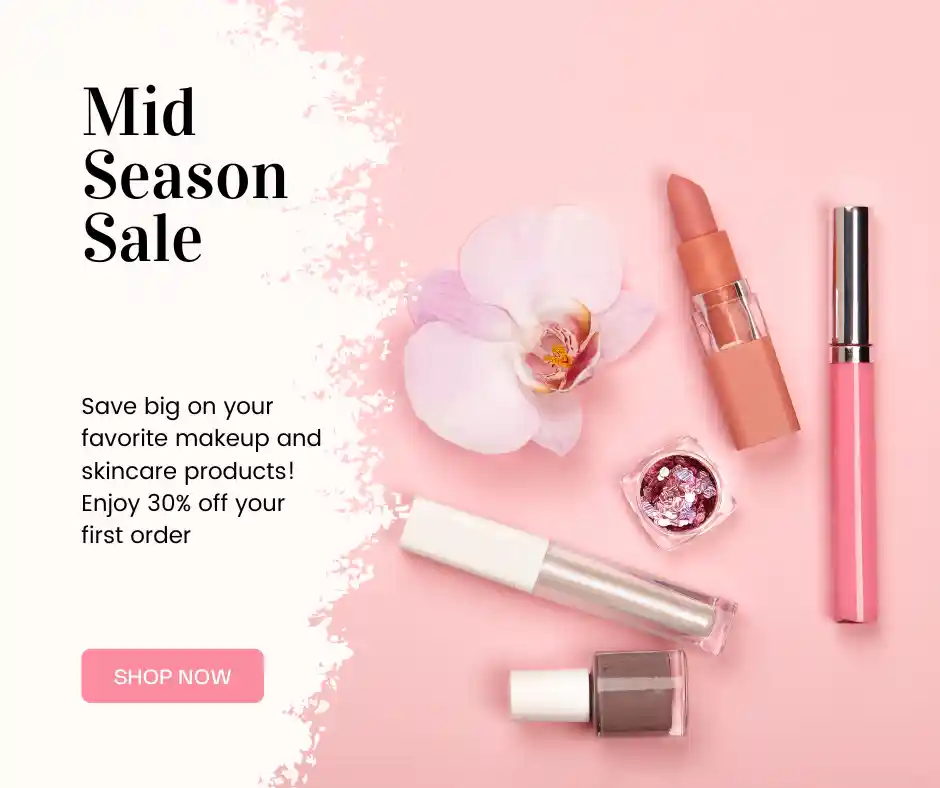 Mid
Season
Sale
Save big on your
favorite makeup and
skincare products!
Enjoy 30% off your
first order
SHOP NOW